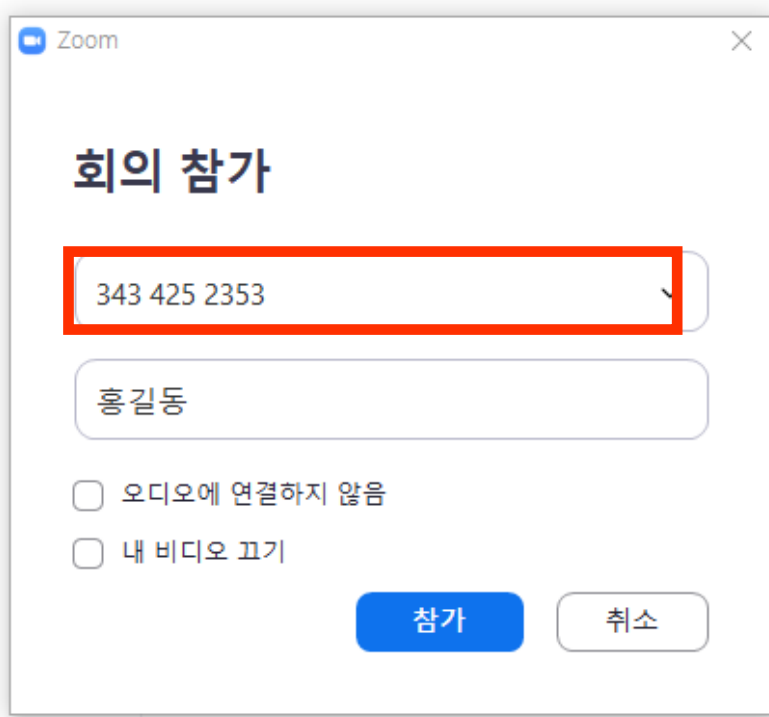 Zoom
회의 참가
343 425 2353
홍길동
오디오에 연결하지 않음
내 비디오 끄기
참가 취소